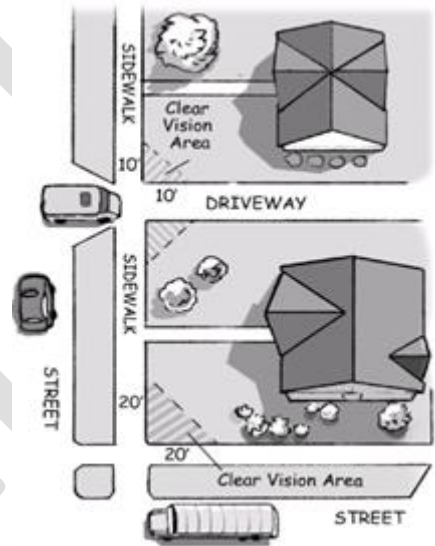 SIDEWALK
Clear
Vision
Area
10'
10'
DRIVEWAY
SIDEWALK
STREET
20'
20'
Clear Vision Area
STREET